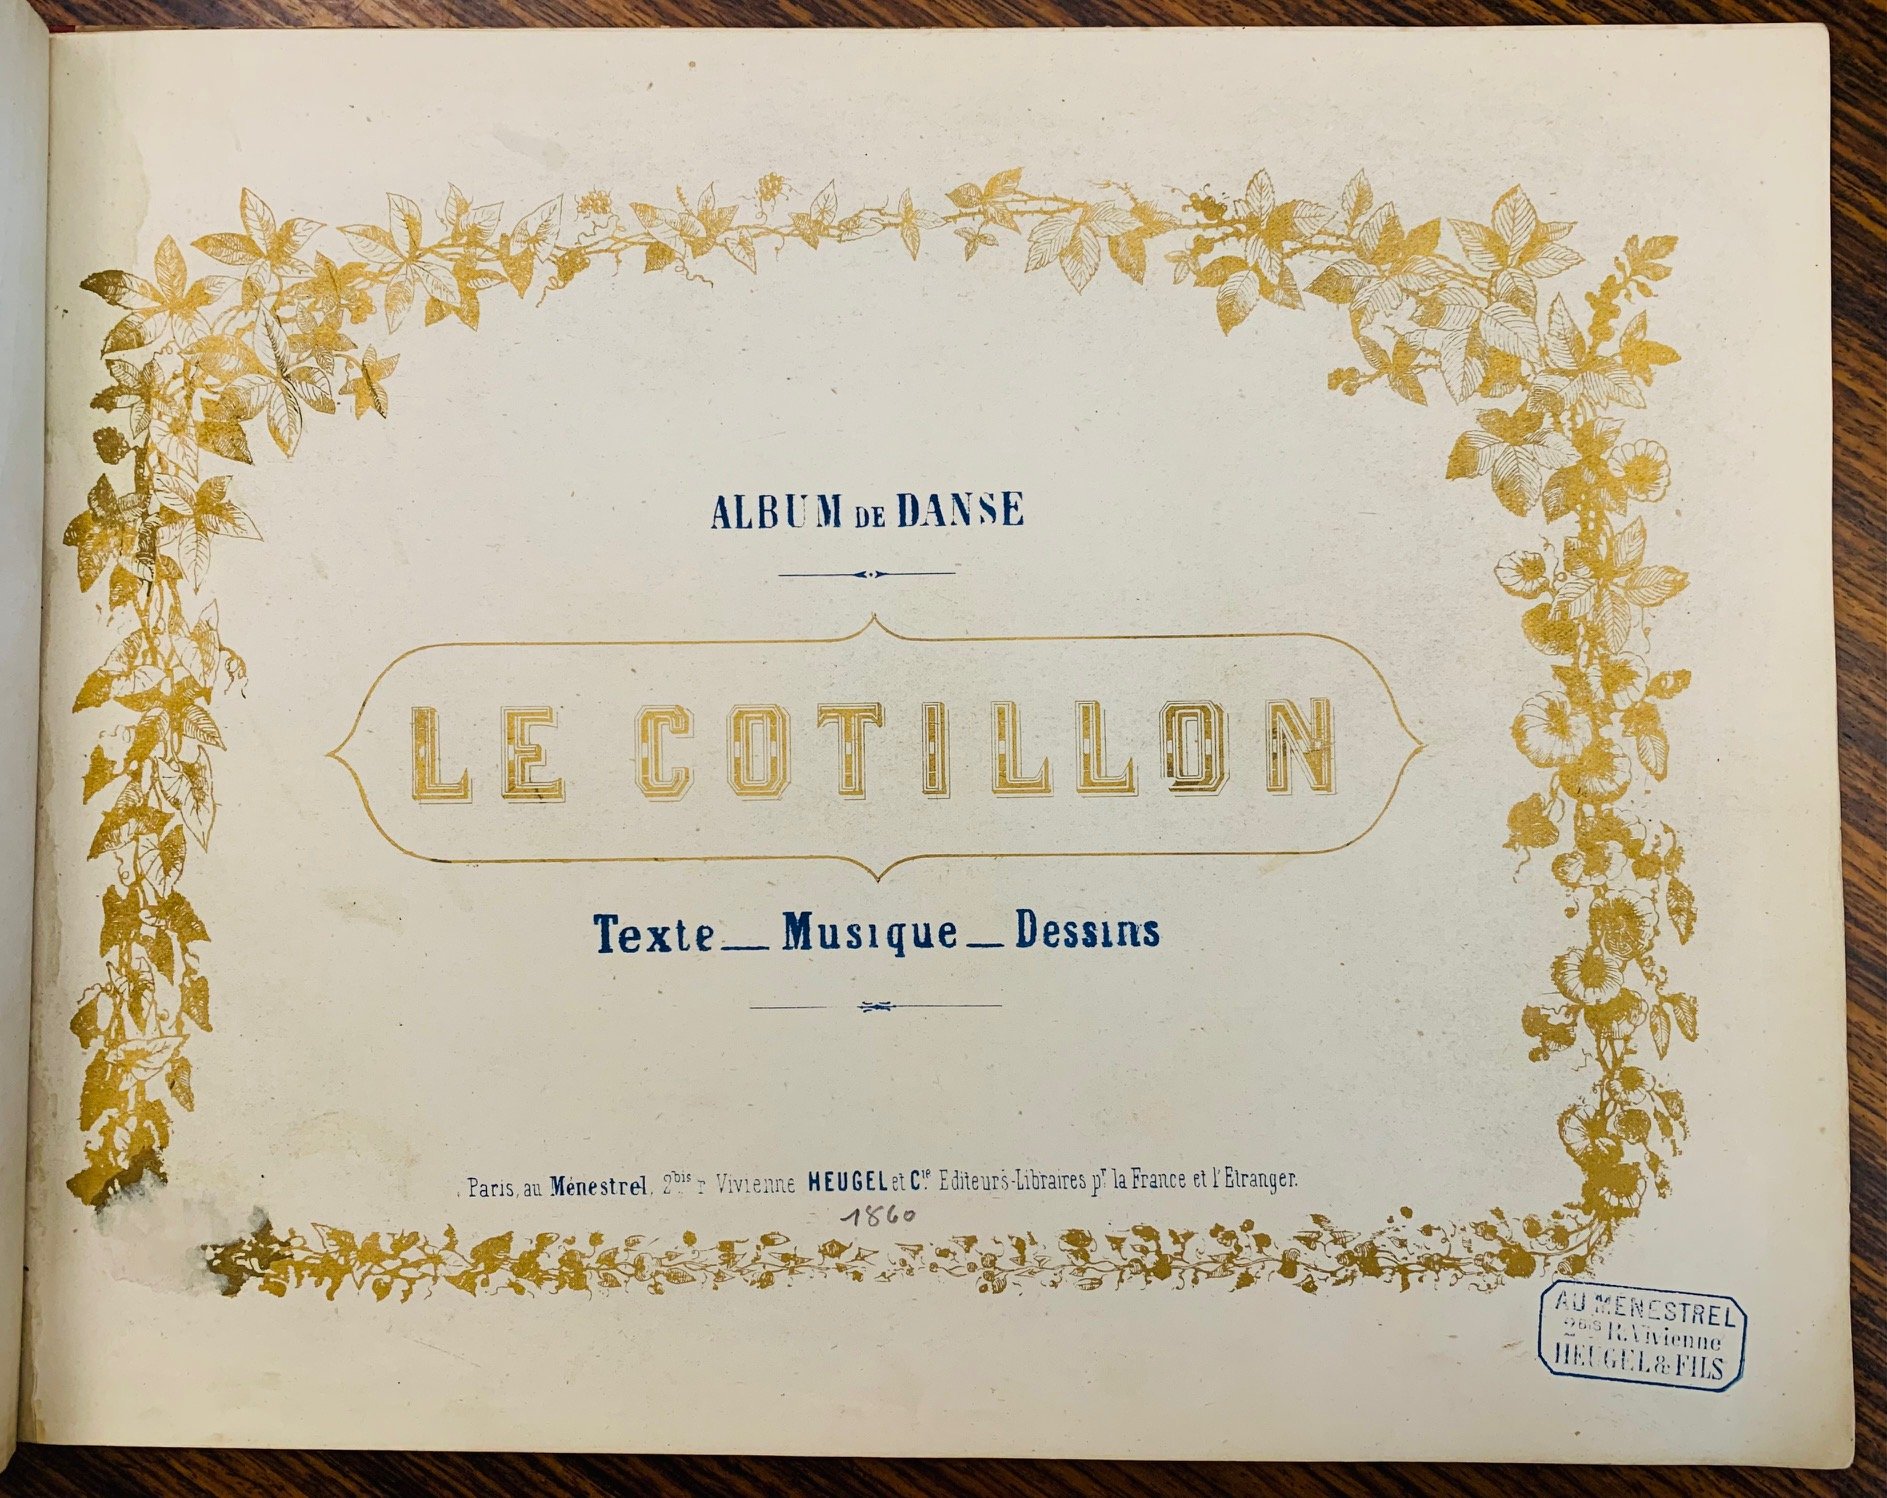 ALBUM DE DANSE
LE COTILLON
Texte — Musique — Dessins
Paris, au Ménestrel, 2bis r Vivienne HEUGEL et Cie Editeurs-Libraires pr la France et l'Etranger.
1860
AU MENESTREL
2bis R. Vivienne
HEUGEL & FILS